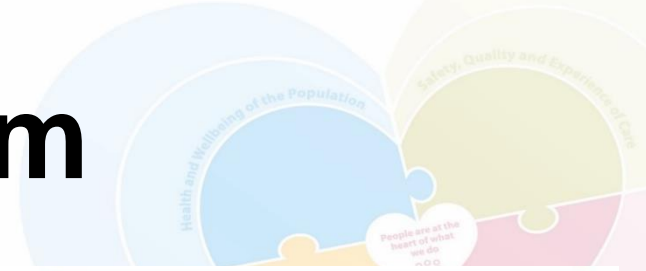 m
Health and Wellbeing of the Population
Safety, Quality and Experience of Care
People are at the
heart of what
we do